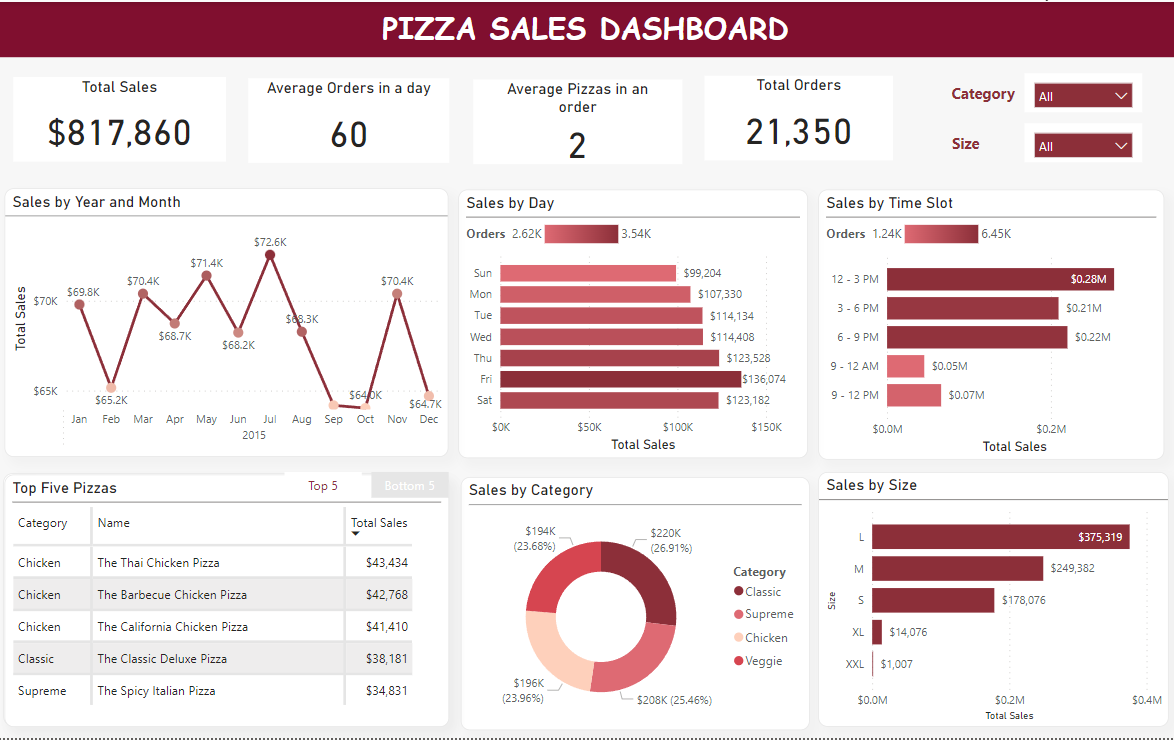 PIZZA SALES DASHBOARD
Total Sales
$817,860
Average Orders in a day
60
Average Pizzas in an
order
2
Total Orders
21,350
Category
All
Size
All
Sales by Year and Month
Total Sales
$70K
$65K
$69.8K
$65.2K
$70.4K
$68.7K
$71.4K
$68.2K
$72.6K
$68.3K
$64.0K
$70.4K
$64.7K
Jan Feb Mar Apr May Jun Jul Aug Sep Oct Nov Dec
2015
Sales by Day
Orders 2.62K 3.54K
Sun $99,204
Mon $107,330
Tue $114,134
Wed $114,408
Thu $123,528
Fri $136,074
Sat $123,182
$0K $50K $100K $150K
Total Sales
Sales by Time Slot
Orders 1.24K 6.45K
12 - 3 PM $0.28M
3 - 6 PM $0.21M
6 - 9 PM $0.22M
9 - 12 AM $0.05M
9 - 12 PM $0.07M
$0.0M $0.2M
Total Sales
Top Five Pizzas
Top 5 Bottom 5
Category Name Total Sales
Chicken The Thai Chicken Pizza $43,434
Chicken The Barbecue Chicken Pizza $42,768
Chicken The California Chicken Pizza $41,410
Classic The Classic Deluxe Pizza $38,181
Supreme The Spicy Italian Pizza $34,831
Sales by Category
$194K
(23.68%)
$220K
(26.91%)
$196K
(23.96%)
$208K (25.46%)
Category
Classic
Supreme
Chicken
Veggie
Sales by Size
Size
L $375,319
M $249,382
S $178,076
XL $14,076
XXL $1,007
$0.0M $0.2M $0.4M
Total Sales